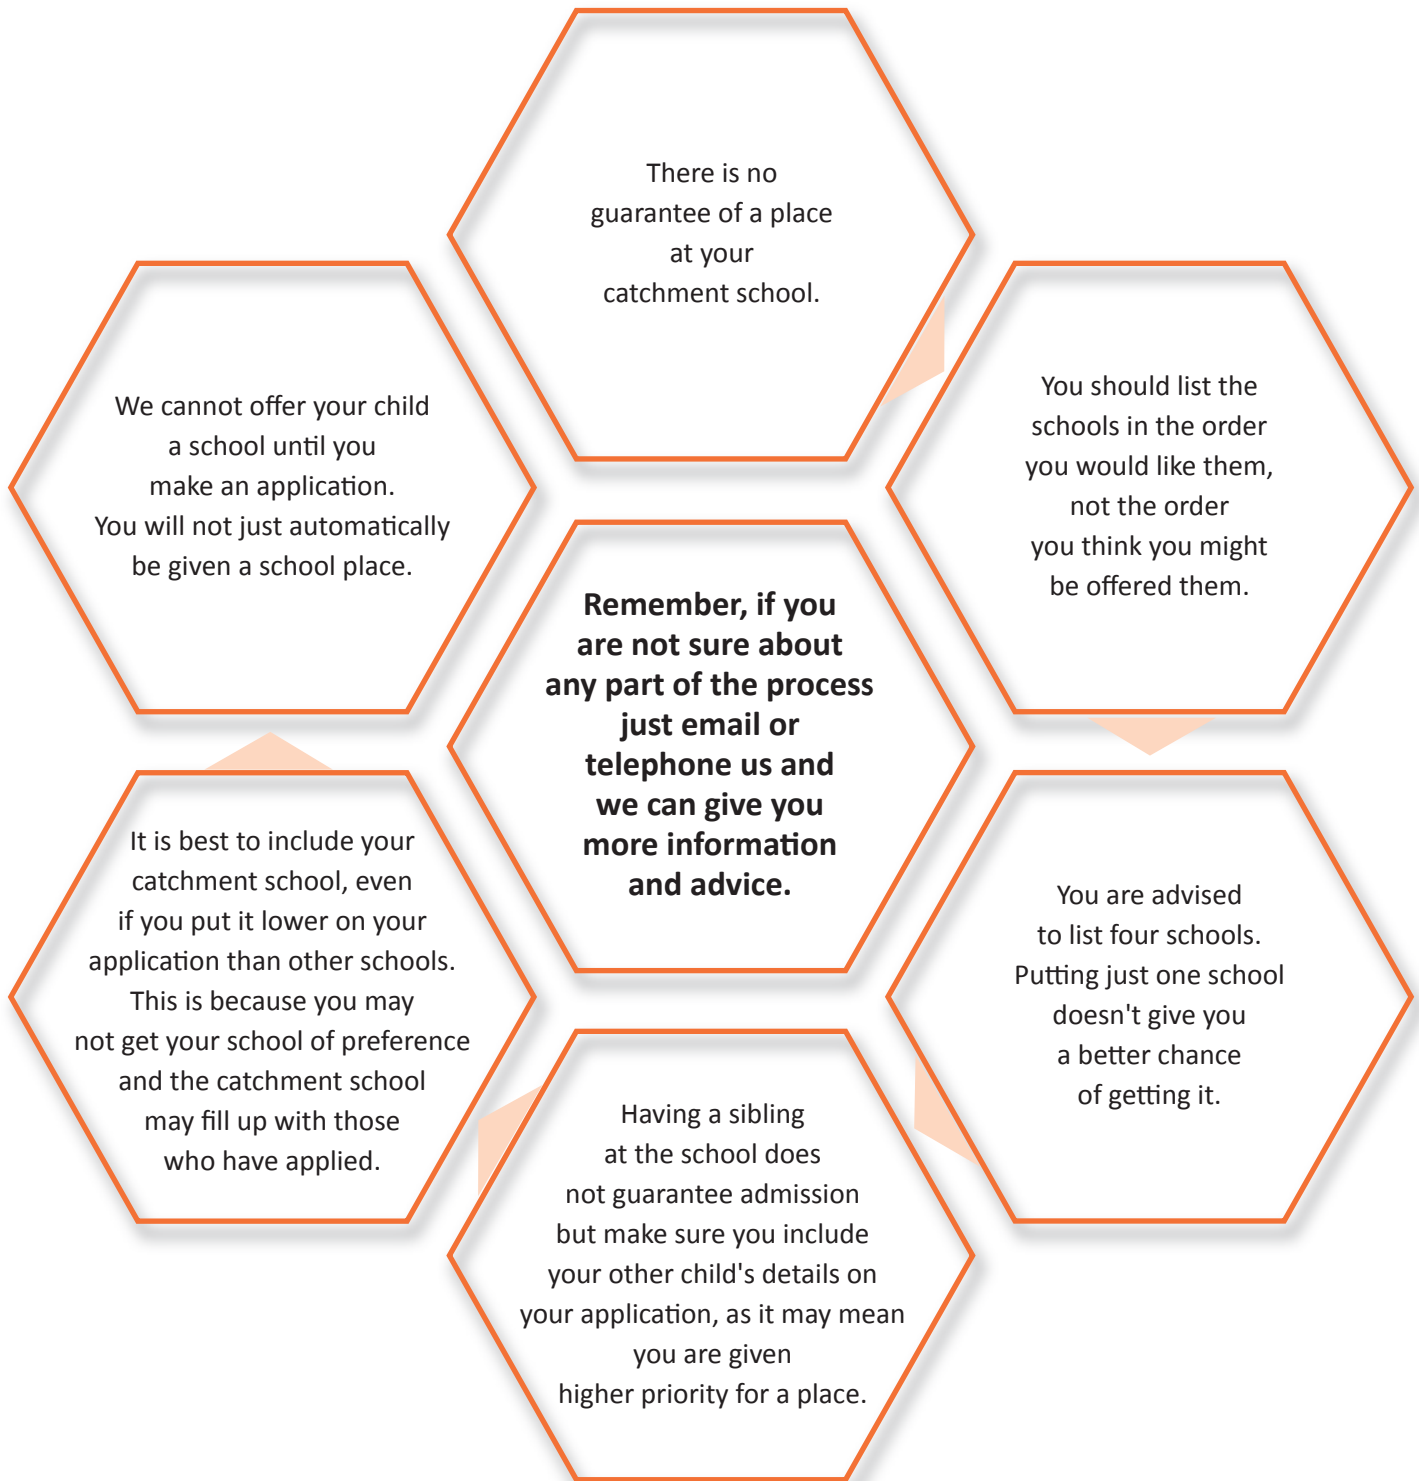 There is no
guarantee of a place
at your
catchment school.
You should list the
schools in the order
you would like them,
not the order
you think you might
be offered them.
You are advised
to list four schools.
Putting just one school
doesn't give you
a better chance
of getting it.
Having a sibling
at the school does
not guarantee admission
but make sure you include
your other child's details on
your application, as it may mean
you are given
higher priority for a place.
It is best to include your
catchment school, even
if you put it lower on your
application than other schools.
This is because you may
not get your school of preference
and the catchment school
may fill up with those
who have applied.
We cannot offer your child
a school until you
make an application.
You will not just automatically
be given a school place.
Remember, if you
are not sure about
any part of the process
just email or
telephone us and
we can give you
more information
and advice.